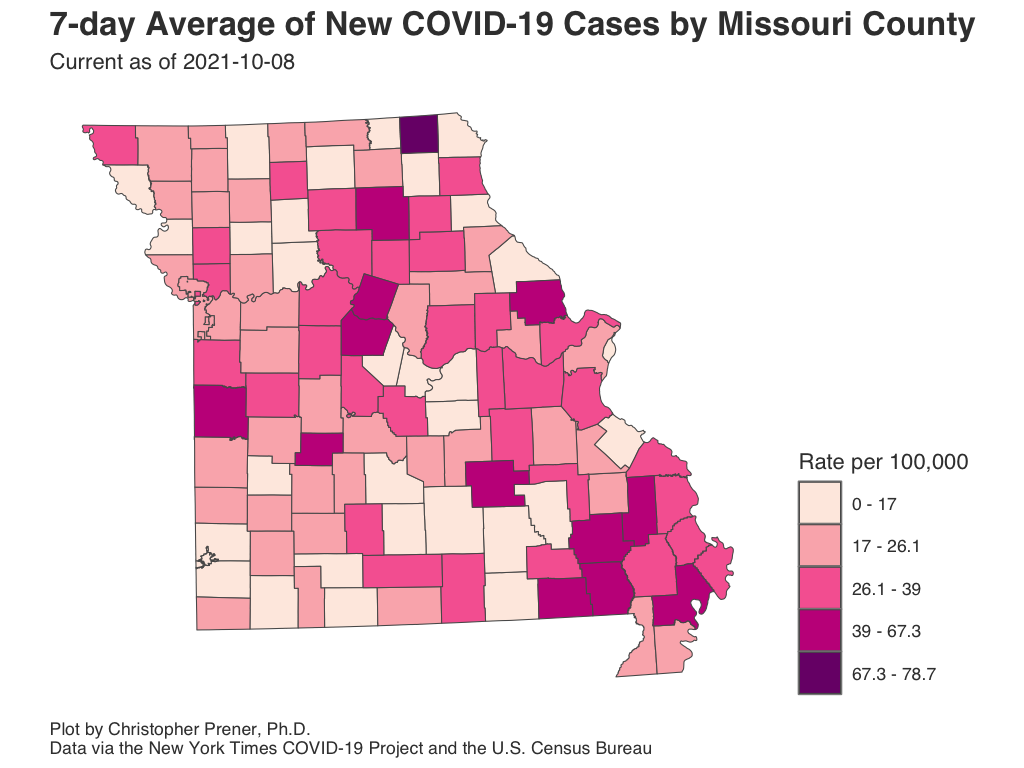 7-day Average of New COVID-19 Cases by Missouri County
Current as of 2021-10-08
Rate per 100,000
0 - 17
17 - 26.1
26.1 - 39
39 - 67.3
67.3 - 78.7
Plot by Christopher Prener, Ph.D.
Data via the New York Times COVID-19 Project and the U.S. Census Bureau